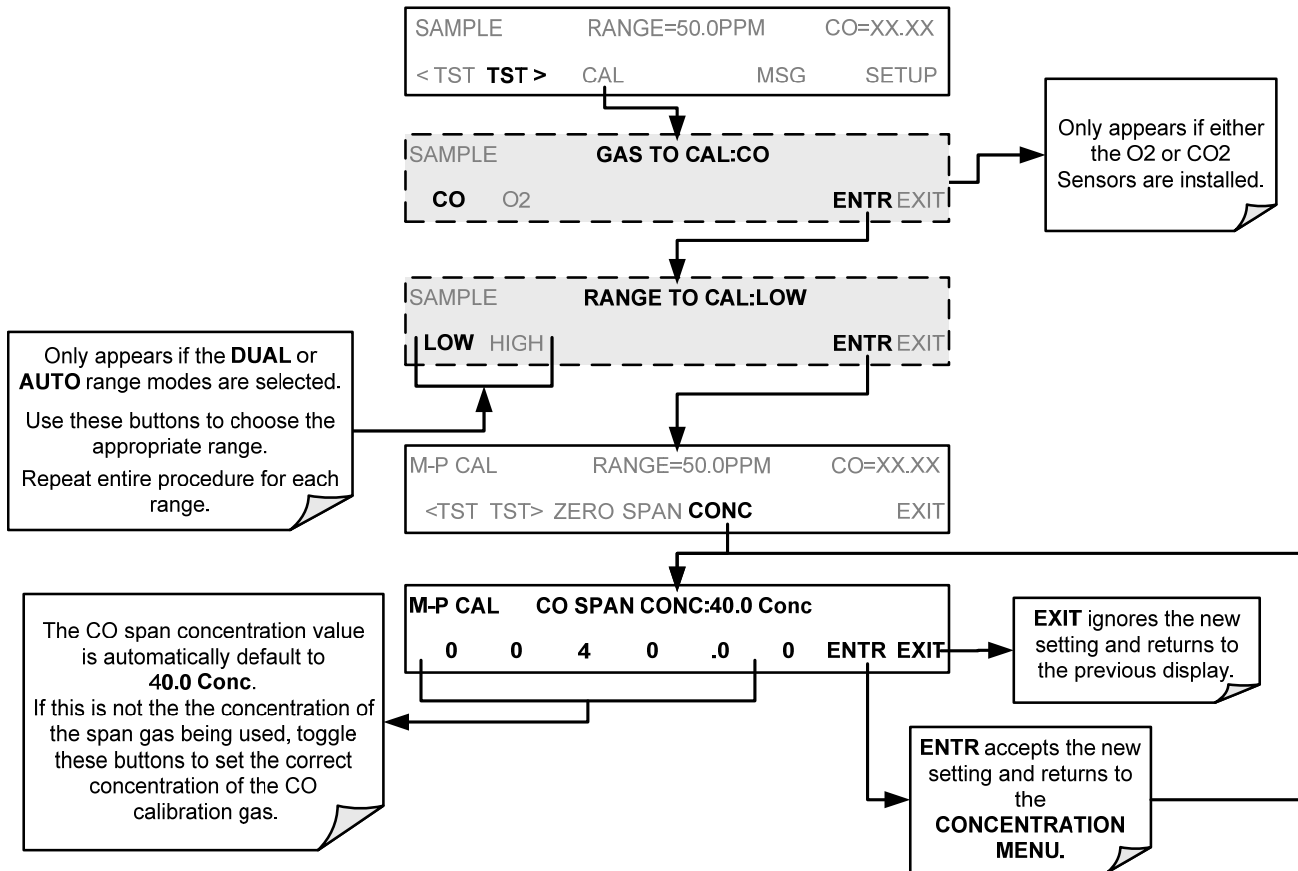 SAMPLE RANGE=50.0PPM CO=XX.XX
< TST TST > CAL MSG SETUP
Only appears if either
the O2 or CO2
Sensors are installed.
SAMPLE GAS TO CAL:CO
CO O2 ENTR EXIT
SAMPLE RANGE TO CAL:LOW
LOW HIGH ENTR EXIT
Only appears if the DUAL or
AUTO range modes are selected.
Use these buttons to choose the
appropriate range.
Repeat entire procedure for each
range.
M-P CAL RANGE=50.0PPM CO=XX.XX
<TST TST> ZERO SPAN CONC EXIT
M-P CAL CO SPAN CONC:40.0 Conc
0 0 4 0 .0 0 ENTR EXIT
The CO span concentration value
is automatically default to
40.0 Conc.
If this is not the the concentration of
the span gas being used, toggle
these buttons to set the correct
concentration of the CO
calibration gas.
EXIT ignores the new
setting and returns to
the previous display.
ENTR accepts the new
setting and returns to
the
CONCENTRATION
MENU.